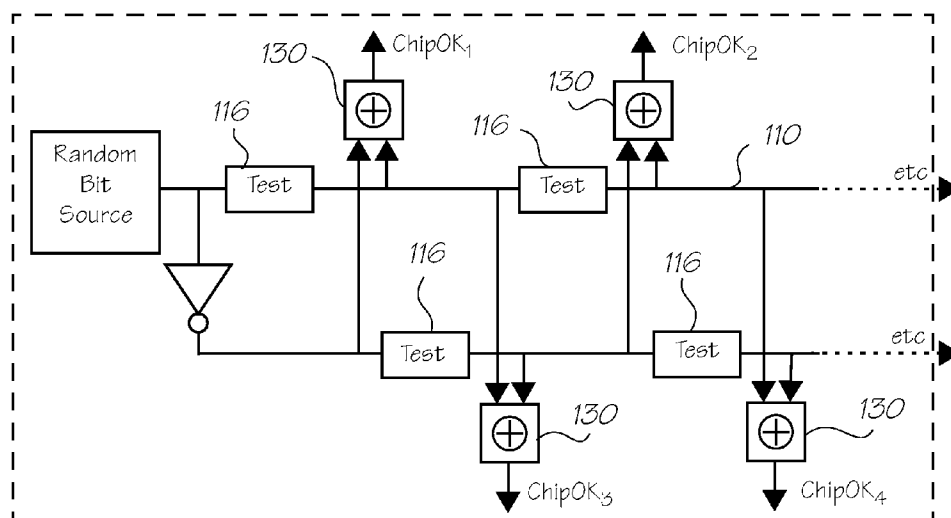 130
ChipOK1
130
ChipOK2
116
116
110
Random
Bit
Source
Test
Test
etc
116
116
Test
Test
etc
130
130
ChipOK3
ChipOK4